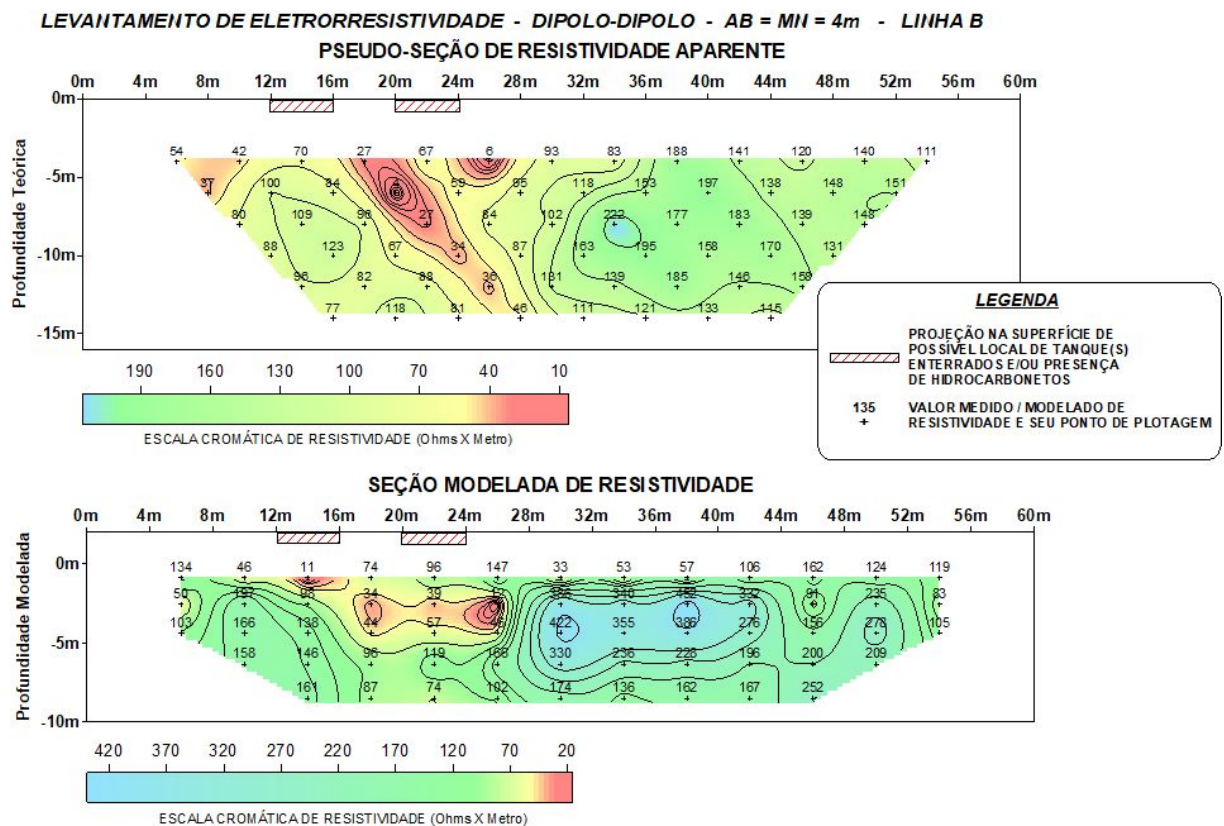 LEVANTAMENTO DE ELETRORRESISTIVIDADE - DIPOLO-DIPOLO - AB = MN = 4m - LINHA B
PSEUDO-SEÇÃO DE RESISTIVIDADE APARENTE
0m 4m 8m 12m 16m 20m 24m 28m 32m 36m 40m 44m 48m 52m 56m 60m
0m
-5m
-10m
-15m
Profundidade Teórica
54 42 70 27 67 6 93 83 188 141 120 140 111
37 100 84 59 95 118 153 197 138 148 151
80 109 90 27 84 102 222 177 183 139 148
88 123 67 34 87 163 195 158 170 131
96 82 88 36 131 139 185 146 158
77 118 81 46 111 121 133 115
LEGENDA
PROJEÇÃO NA SUPERFÍCIE DE
POSSÍVEL LOCAL DE TANQUE(S)
ENTERRADOS E/OU PRESENÇA
DE HIDROCARBONETOS
135 VALOR MEDIDO / MODELADO DE
RESISTIVIDADE E SEU PONTO DE PLOTAGEM
190 160 130 100 70 40 10
ESCALA CROMÁTICA DE RESISTIVIDADE (Ohms X Metro)
SEÇÃO MODELADA DE RESISTIVIDADE
0m 4m 8m 12m 16m 20m 24m 28m 32m 36m 40m 44m 48m 52m 56m 60m
0m
-5m
-10m
Profundidade Modelada
134 46 11 74 96 147 33 53 57 106 162 124 119
50 197 98 34 39 340 332 91 235 83
103 166 138 44 57 422 355 386 276 156 278 105
158 146 96 119 166 330 236 228 196 200 209
161 87 74 102 174 136 162 167 252
420 370 320 270 220 170 120 70 20
ESCALA CROMÁTICA DE RESISTIVIDADE (Ohms X Metro)